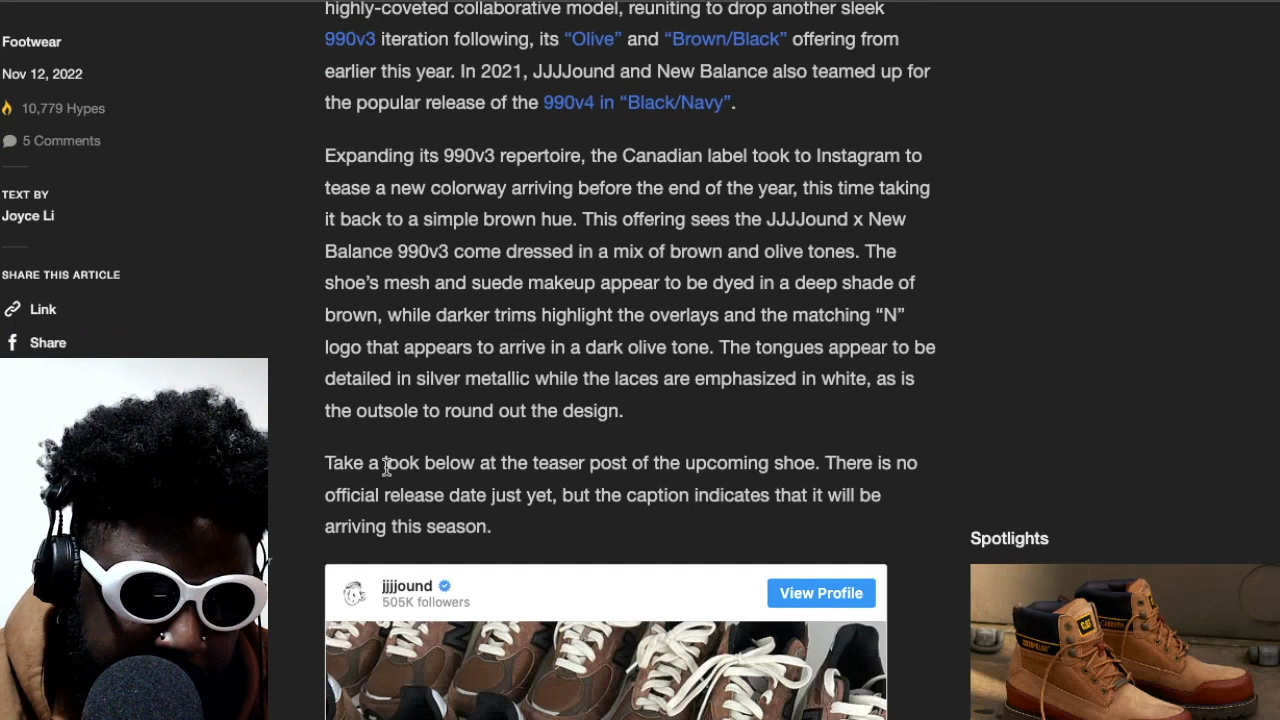 highly-coveted collaborative model, reuniting to drop another sleek
990v3 iteration following, its “Olive” and “Brown/Black” offering from
earlier this year. In 2021, JJJJound and New Balance also teamed up for
the popular release of the 990v4 in “Black/Navy”.
Footwear
Nov 12, 2022
10,779 Hypes
5 Comments
TEXT BY
Joyce Li
SHARE THIS ARTICLE
Link
Share
Expanding its 990v3 repertoire, the Canadian label took to Instagram to
tease a new colorway arriving before the end of the year, this time taking
it back to a simple brown hue. This offering sees the JJJJound x New
Balance 990v3 come dressed in a mix of brown and olive tones. The
shoe’s mesh and suede makeup appear to be dyed in a deep shade of
brown, while darker trims highlight the overlays and the matching “N”
logo that appears to arrive in a dark olive tone. The tongues appear to be
detailed in silver metallic while the laces are emphasized in white, as is
the outsole to round out the design.
Take a look below at the teaser post of the upcoming shoe. There is no
official release date just yet, but the caption indicates that it will be
arriving this season.
jjjjound
505K followers
View Profile
Spotlights
CAT